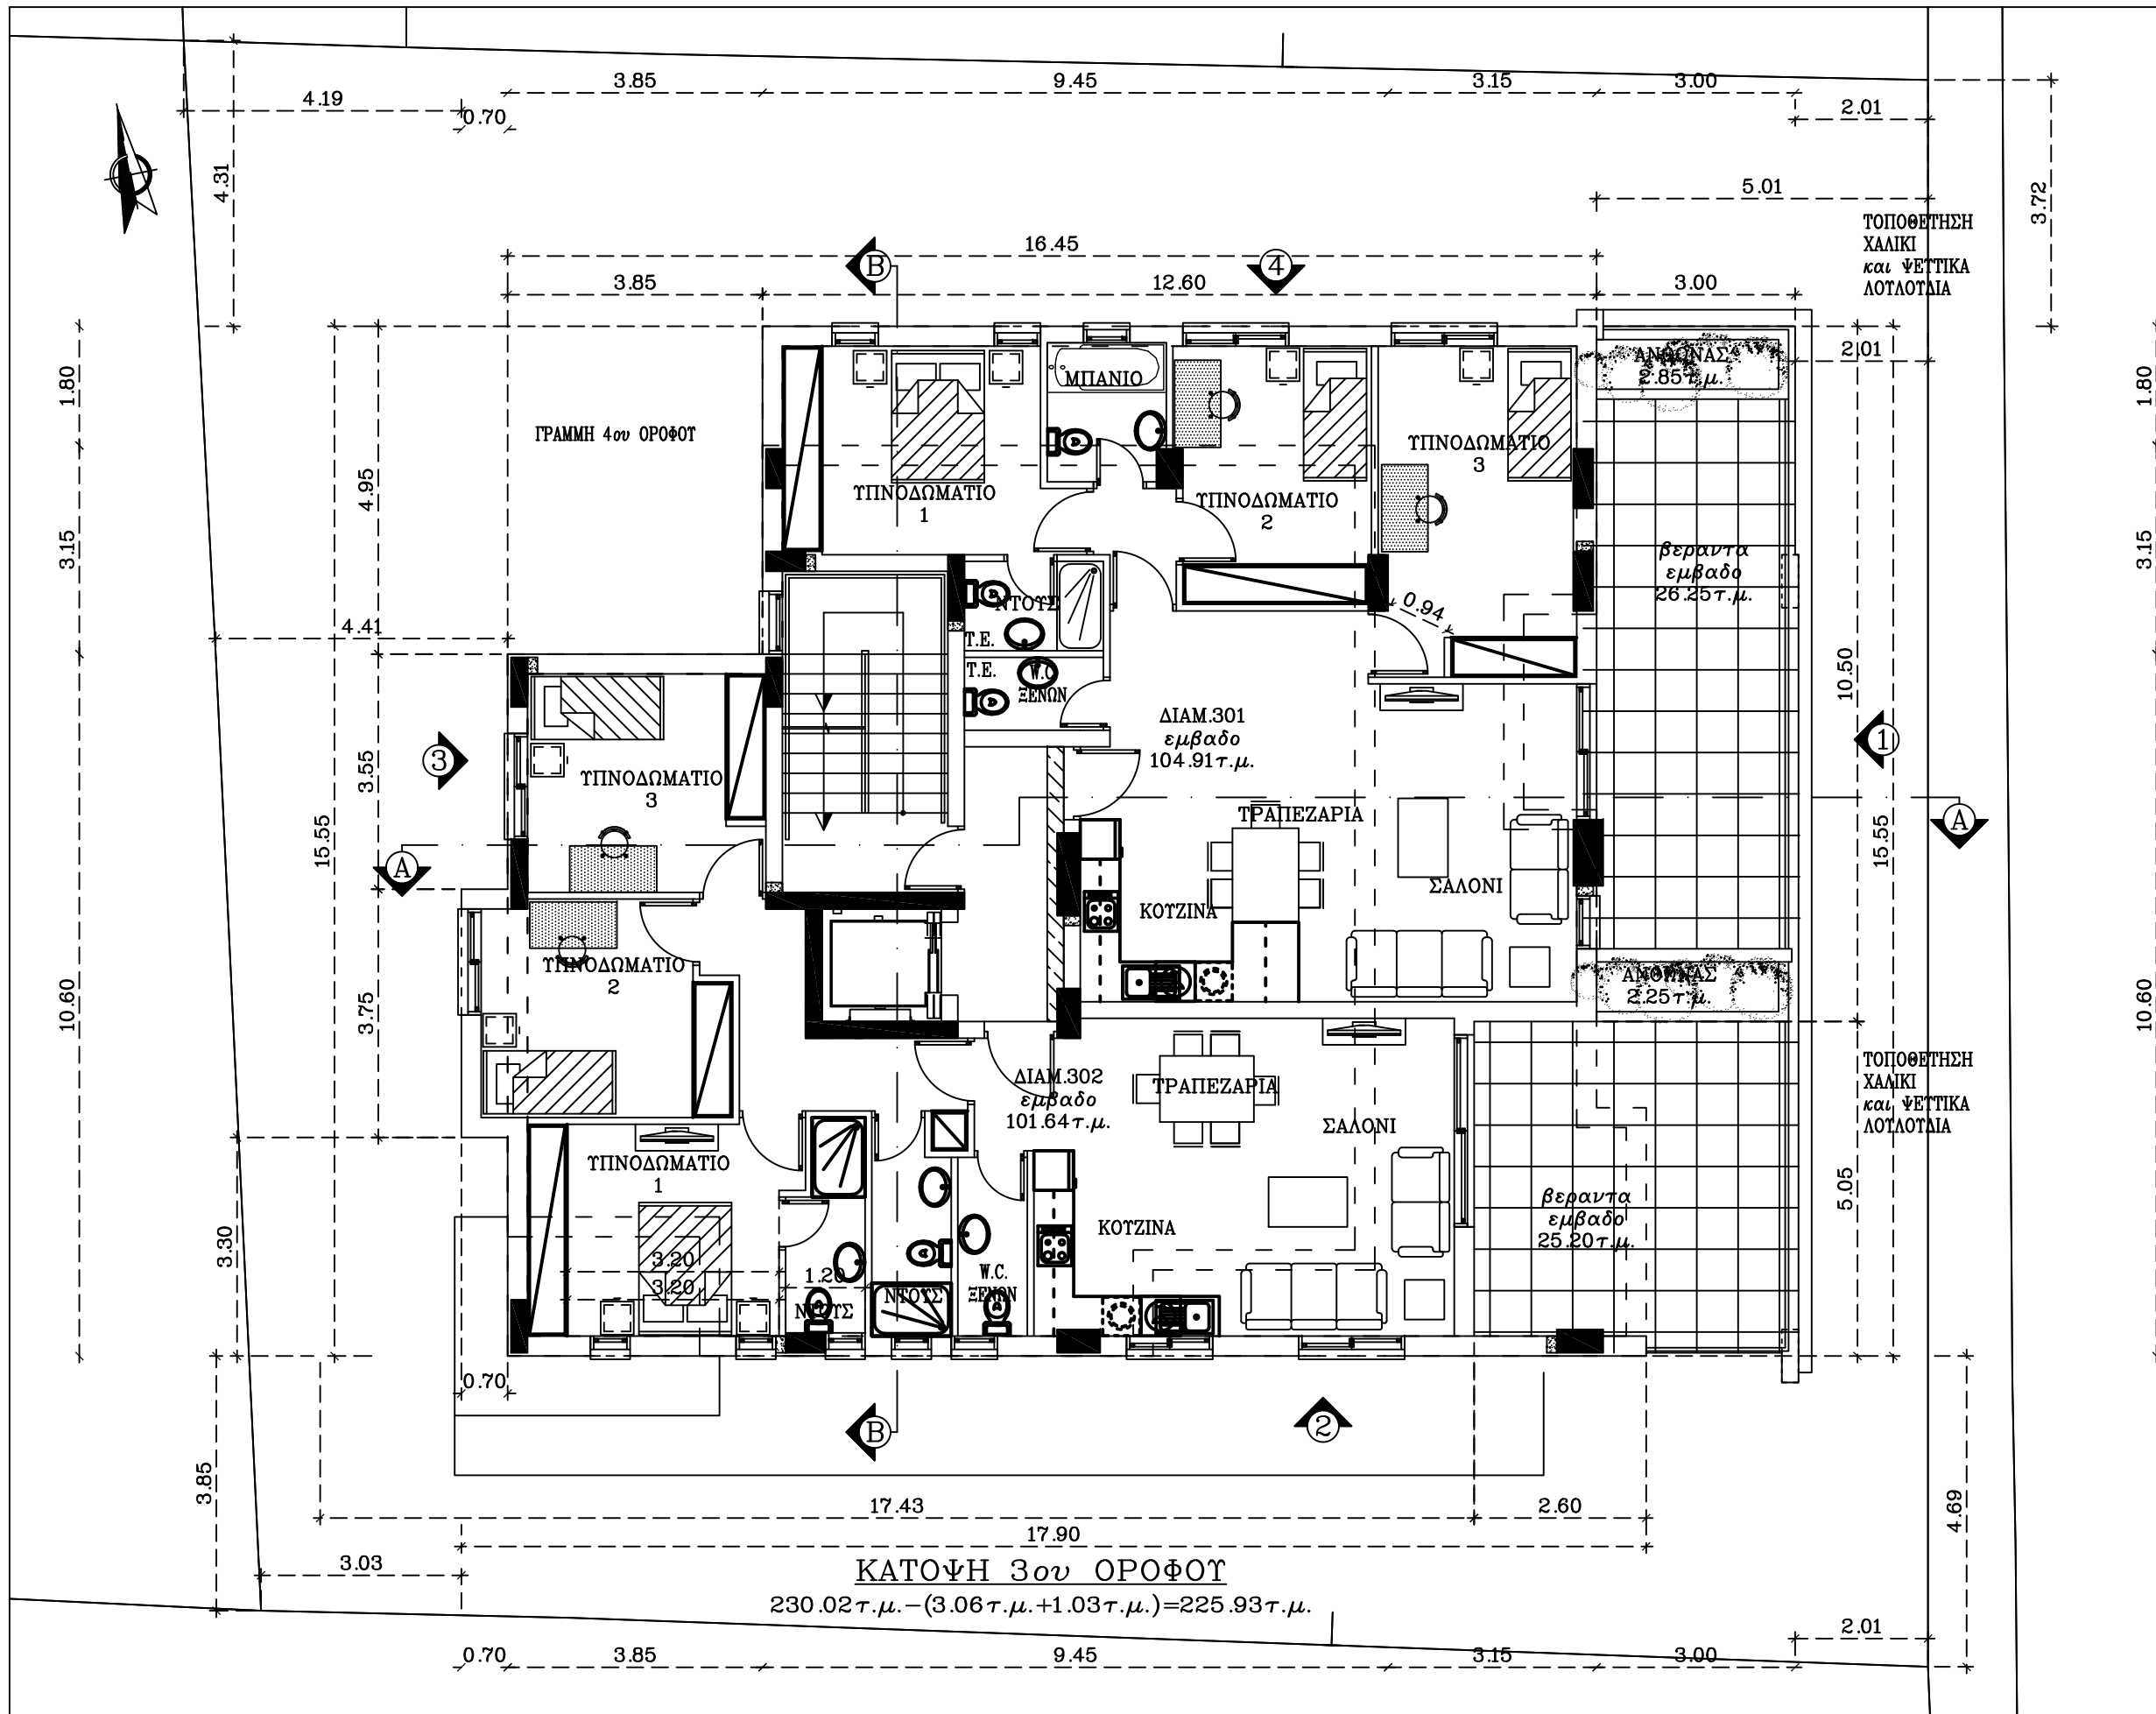 3.85
9.45
3.15
3.00
4.19
2.01
0.70
4.31
5.01
3.72
ΤΟΠΟΘΕΤΗΣΗ
ΧΑΛΙΚΙ
και ΨΕΥΤΙΚΑ
ΛΟΥΛΟΥΔΙΑ
16.45
B
4
3.85
12.60
3.00
2.01
ΑΝΘΩΝΑΣ
2.85τ.μ.
1.80
1.80
ΜΠΑΝΙΟ
ΓΡΑΜΜΗ 4ου ΟΡΟΦΟΥ
ΥΠΝΟΔΩΜΑΤΙΟ
3
4.95
ΥΠΝΟΔΩΜΑΤΙΟ
1
ΥΠΝΟΔΩΜΑΤΙΟ
2
3.15
3.15
βεραντα
εμβαδο
26.25τ.μ.
ΝΤΟΥΣ
0.94
4.41
Τ.Ε.
Τ.Ε.
W.C
ΞΕΝΩΝ
10.50
ΔΙΑΜ.301
εμβαδο
104.91τ.μ.
1
3
3.55
ΥΠΝΟΔΩΜΑΤΙΟ
3
ΤΡΑΠΕΖΑΡΙΑ
A
15.55
15.55
A
ΣΑΛΟΝΙ
ΚΟΥΖΙΝΑ
ΥΠΝΟΔΩΜΑΤΙΟ
2
ΑΝΘΩΝΑΣ
2.25τ.μ.
10.60
3.75
10.60
ΤΟΠΟΘΕΤΗΣΗ
ΧΑΛΙΚΙ
και ΨΕΥΤΙΚΑ
ΛΟΥΛΟΥΔΙΑ
ΔΙΑΜ.302
εμβαδο
101.64τ.μ.
ΤΡΑΠΕΖΑΡΙΑ
ΣΑΛΟΝΙ
ΥΠΝΟΔΩΜΑΤΙΟ
1
5.05
βεραντα
εμβαδο
25.20τ.μ.
ΚΟΥΖΙΝΑ
3.30
3.20
3.20
1.20
W.C.
ΞΕΝΩΝ
ΝΤΟΥΣ
ΝΤΟΥΣ
0.70
B
2
3.85
17.43
2.60
4.69
17.90
3.03
ΚΑΤΟΨΗ 3ου ΟΡΟΦΟΥ
230.02τ.μ.-(3.06τ.μ.+1.03τ.μ.)=225.93τ.μ.
2.01
0.70
3.85
9.45
3.15
3.00